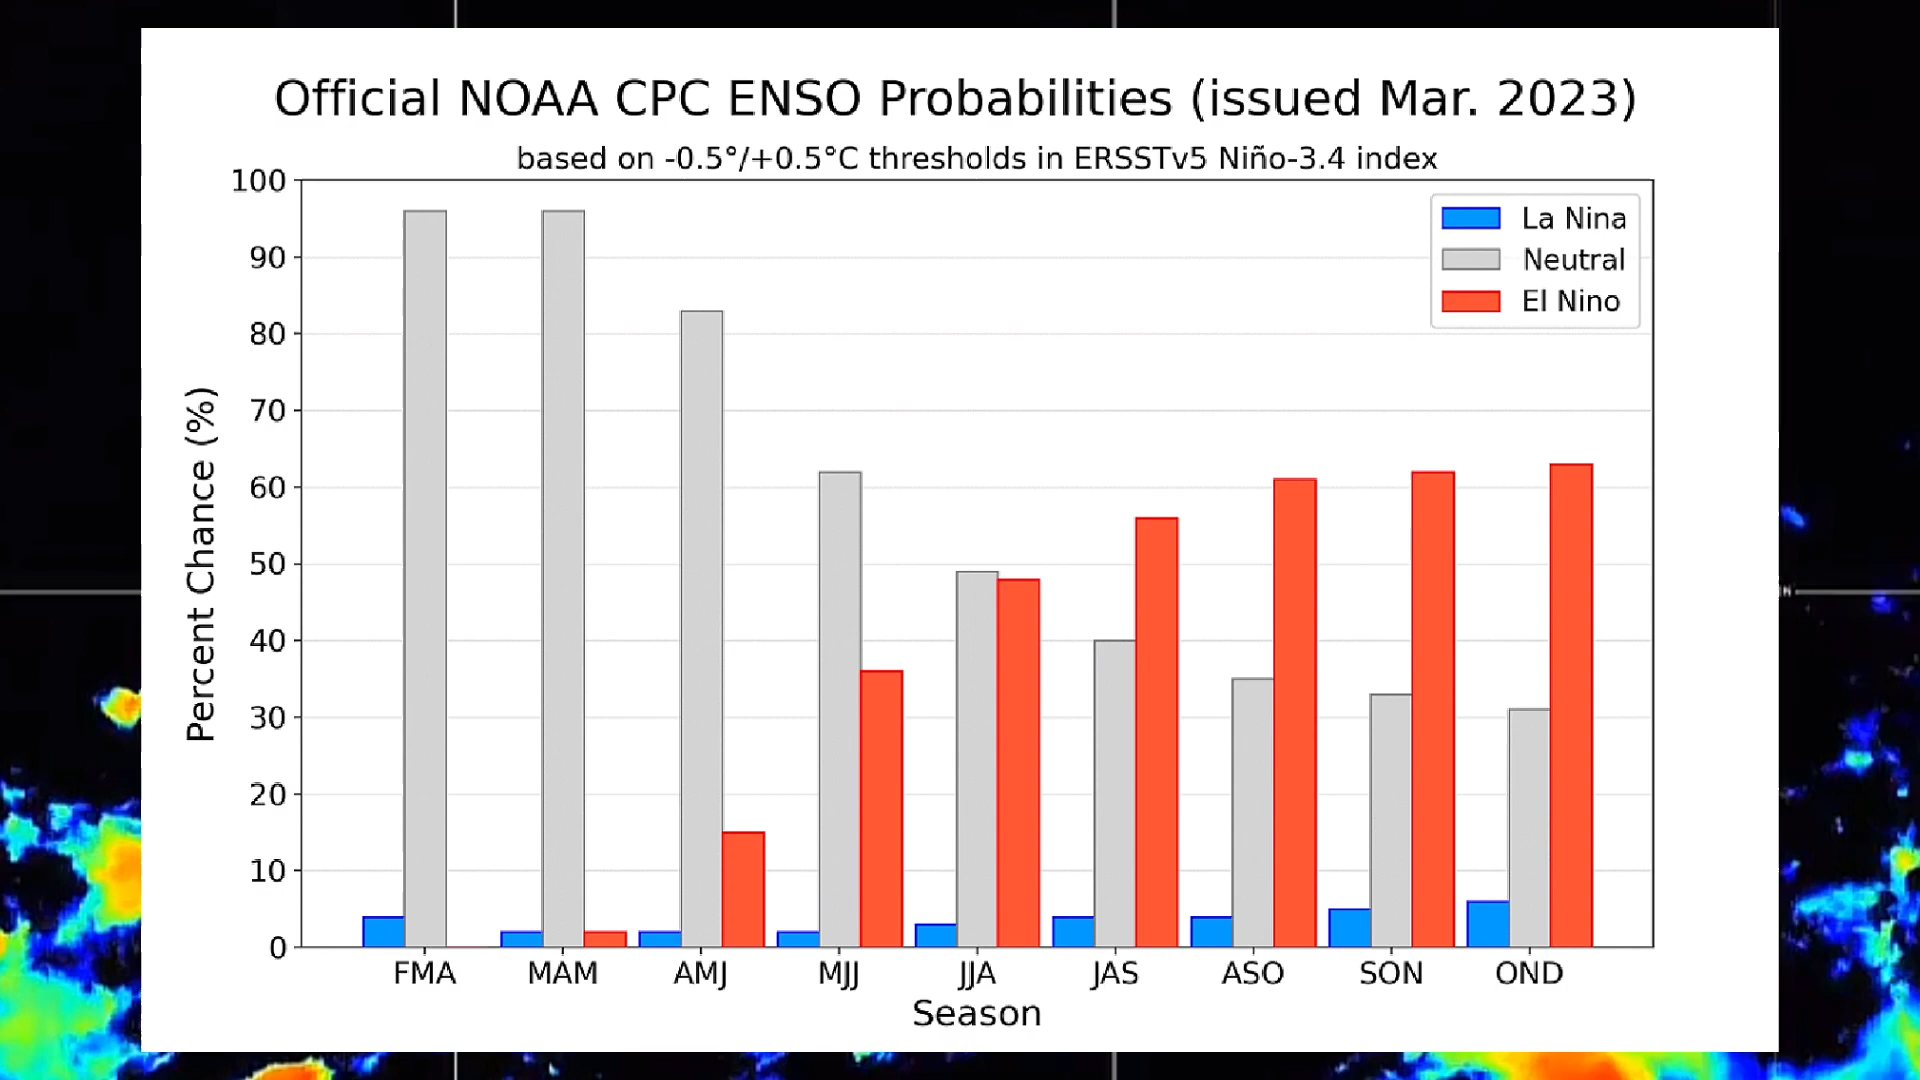 Official NOAA CPC ENSO Probabilities (issued Mar. 2023)
based on -0.5°/+0.5°C thresholds in ERSSTv5 Niño-3.4 index
La Nina
Neutral
El Nino
100
90
80
70
60
50
40
30
20
10
0
Percent Chance (%)
FMA MAM AMJ MJJ JJA JAS ASO SON OND
Season